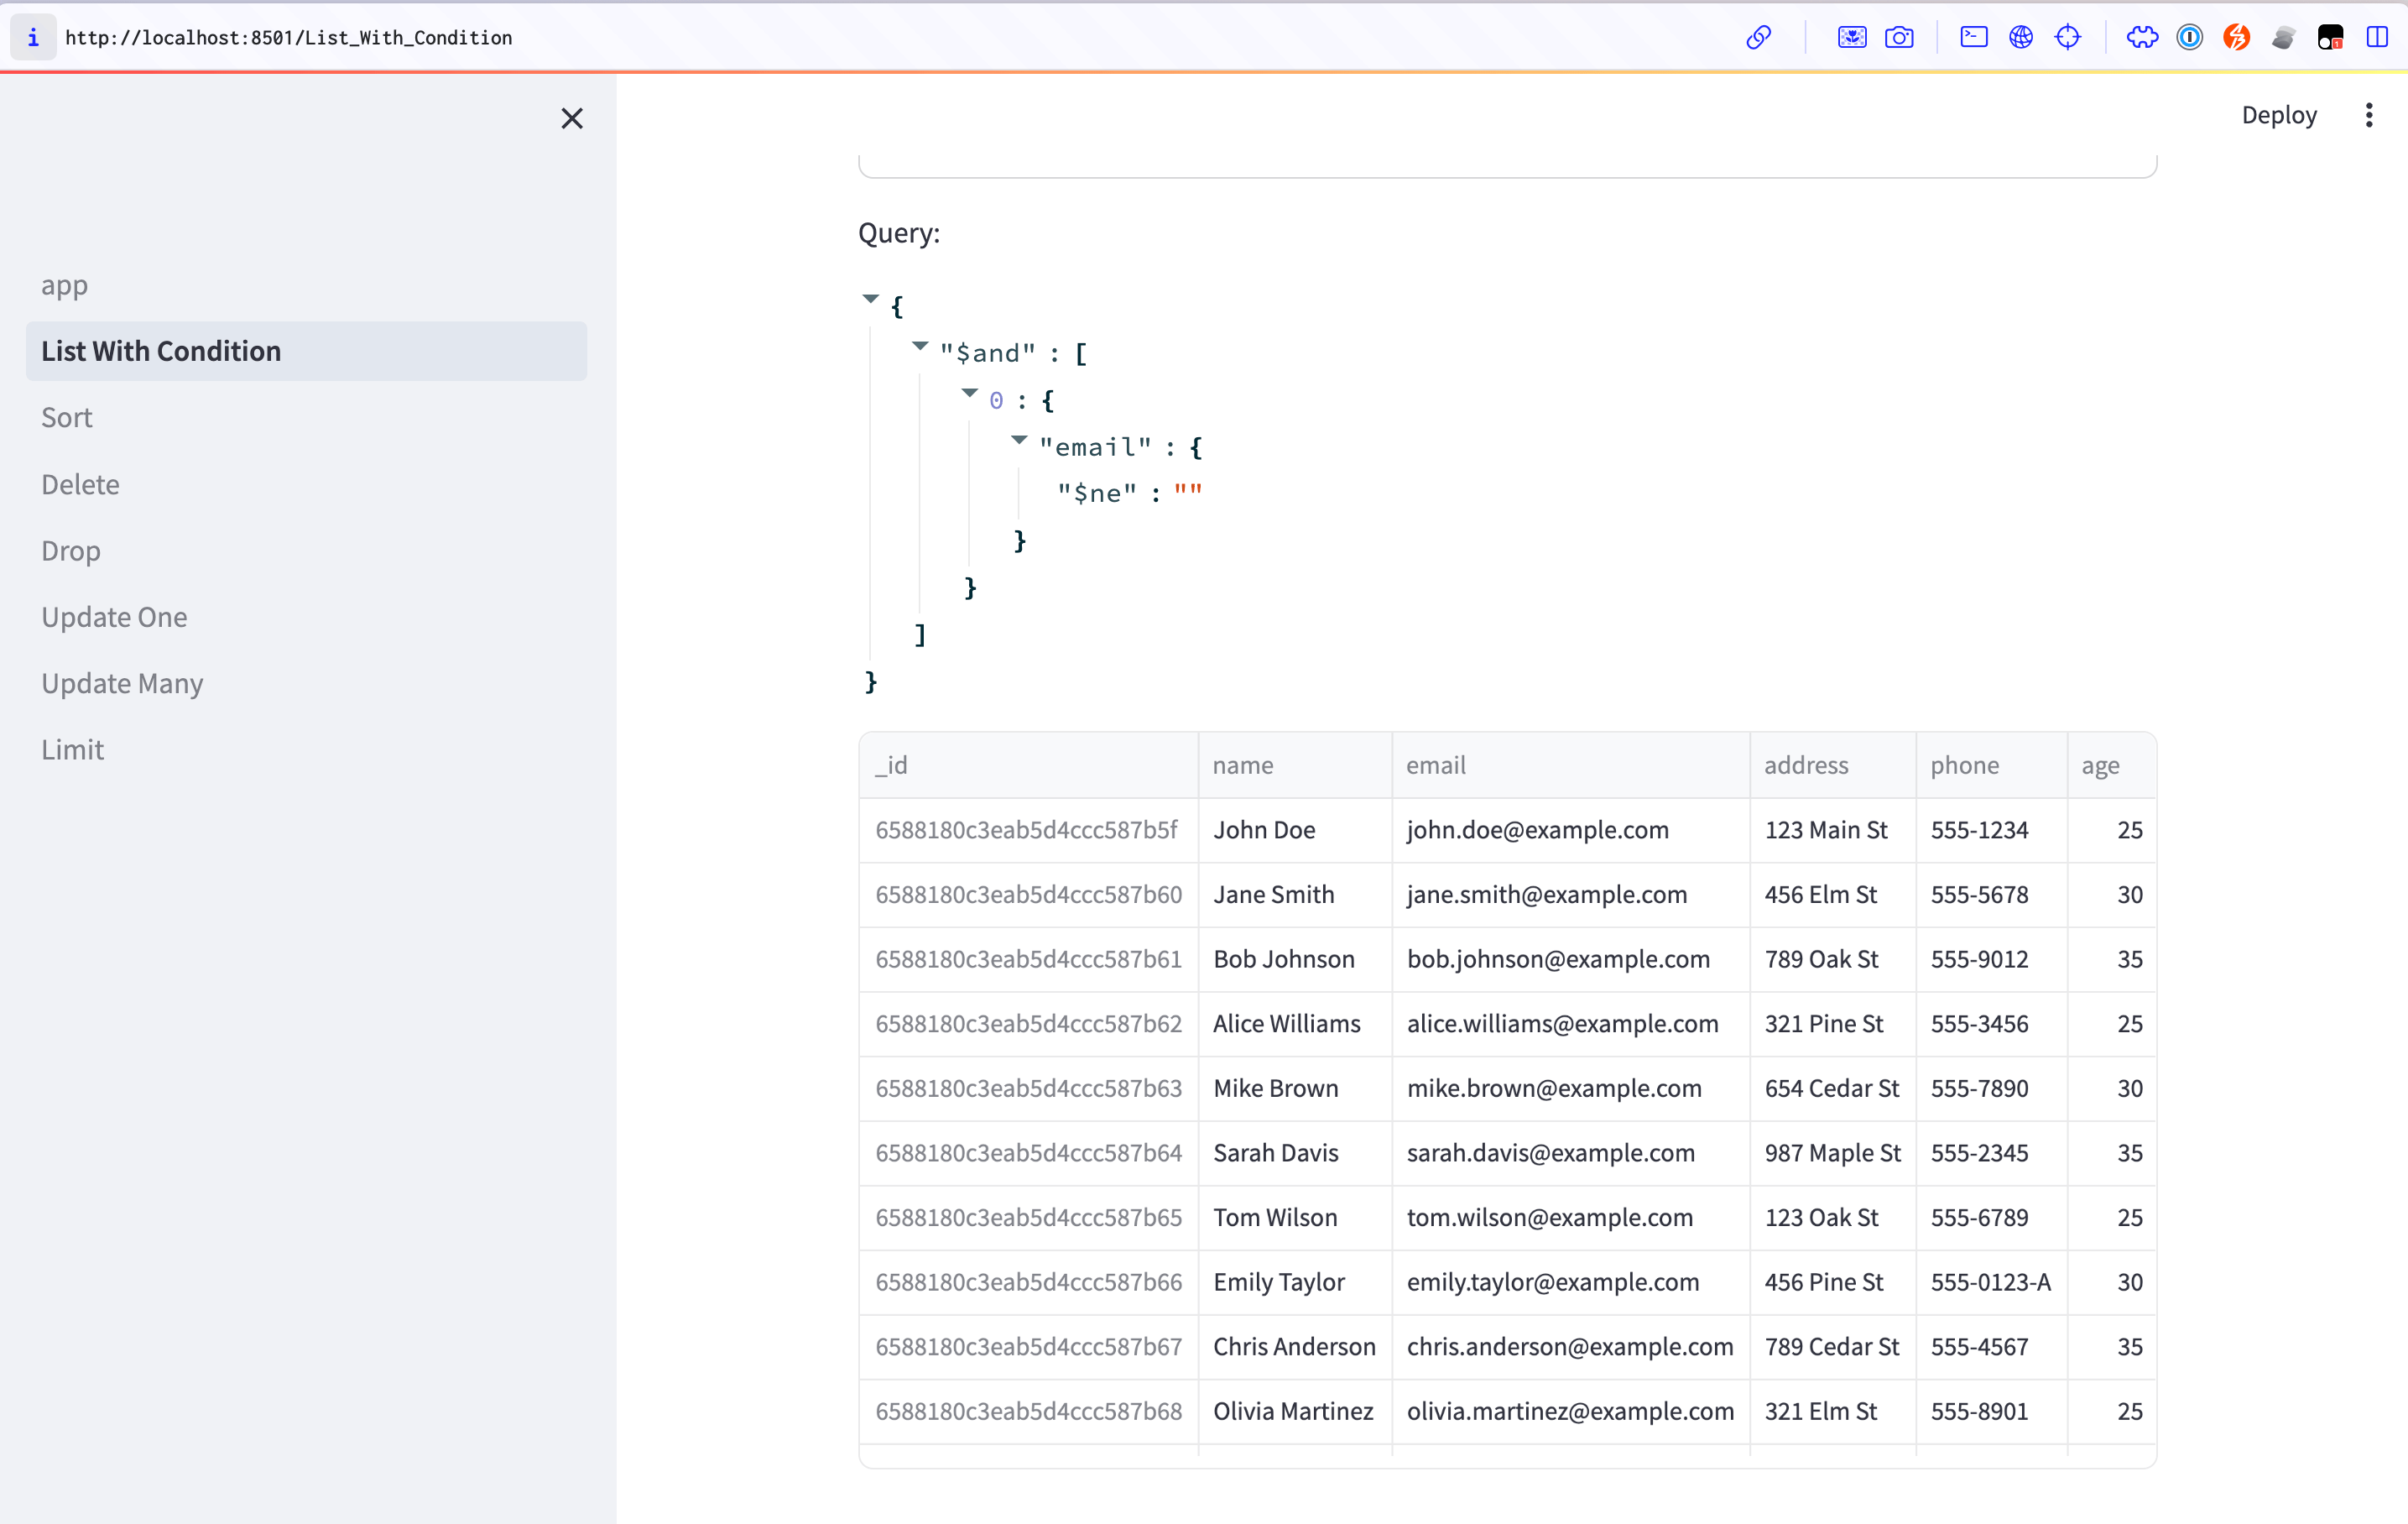 i http://localhost:8501/List_With_Condition
Deploy
app
List With Condition
Sort
Delete
Drop
Update One
Update Many
Limit
Query:
{
"$and" : [
0 : {
"email" : {
"$ne" : ""
}
}
]
}
_id name email address phone age
6588180c3eab5d4ccc587b5f John Doe john.doe@example.com 123 Main St 555-1234 25
6588180c3eab5d4ccc587b60 Jane Smith jane.smith@example.com 456 Elm St 555-5678 30
6588180c3eab5d4ccc587b61 Bob Johnson bob.johnson@example.com 789 Oak St 555-9012 35
6588180c3eab5d4ccc587b62 Alice Williams alice.williams@example.com 321 Pine St 555-3456 25
6588180c3eab5d4ccc587b63 Mike Brown mike.brown@example.com 654 Cedar St 555-7890 30
6588180c3eab5d4ccc587b64 Sarah Davis sarah.davis@example.com 987 Maple St 555-2345 35
6588180c3eab5d4ccc587b65 Tom Wilson tom.wilson@example.com 123 Oak St 555-6789 25
6588180c3eab5d4ccc587b66 Emily Taylor emily.taylor@example.com 456 Pine St 555-0123-A 30
6588180c3eab5d4ccc587b67 Chris Anderson chris.anderson@example.com 789 Cedar St 555-4567 35
6588180c3eab5d4ccc587b68 Olivia Martinez olivia.martinez@example.com 321 Elm St 555-8901 25